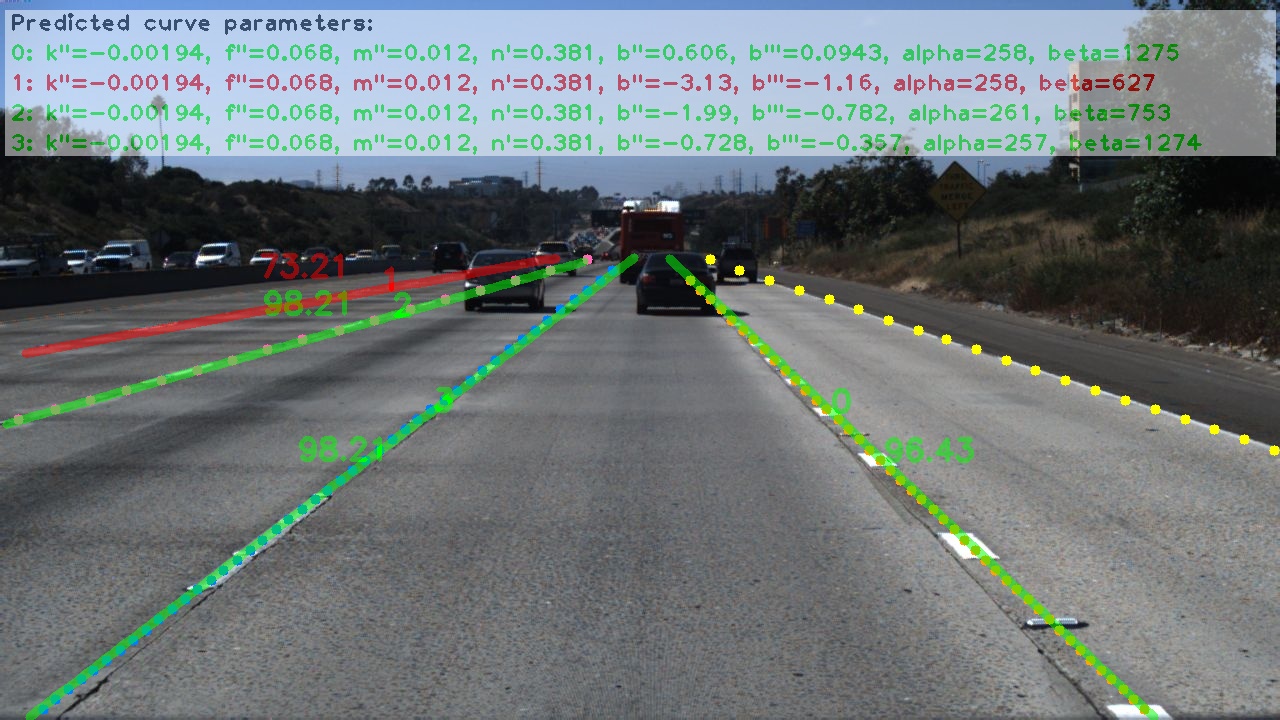 Predicted curve parameters:
0: k''=-0.00194, f''=0.068, m''=0.012, n'=0.381, b''=0.606, b'''=0.0943, alpha=258, beta=1275
1: k''=-0.00194, f''=0.068, m''=0.012, n'=0.381, b''=-3.13, b'''=-1.16, alpha=258, beta=627
2: k''=-0.00194, f''=0.068, m''=0.012, n'=0.381, b''=-1.99, b'''=-0.782, alpha=261, beta=753
3: k''=-0.00194, f''=0.068, m''=0.012, n'=0.381, b''=-0.728, b'''=-0.357, alpha=257, beta=1274
TRAFFIC
MERGE
LEFT
73.21
1
98.21
2
3
0
98.21
96.43